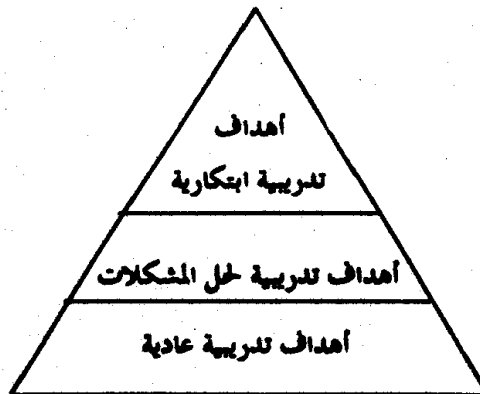 أهداف
تدريبية ابتكارية
أهداف تدريبية لحل المشكلات
أهداف تدريبية عادية